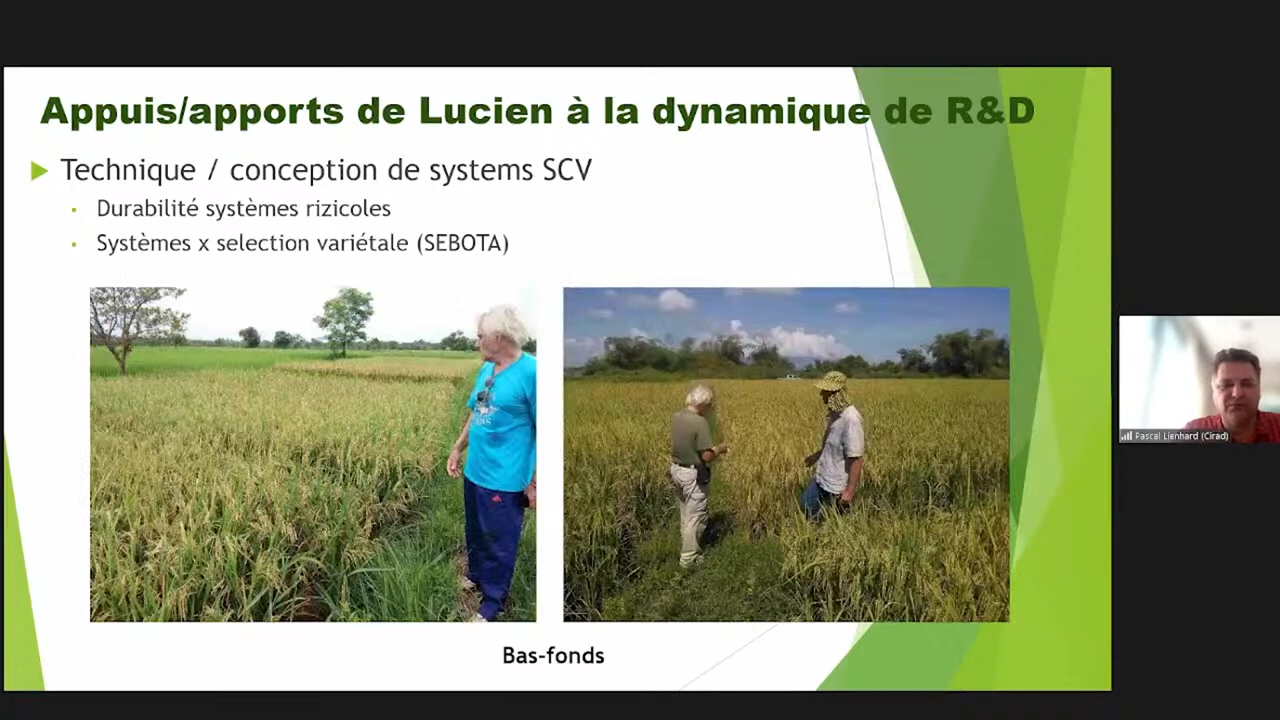 Appuis/apports de Lucien à la dynamique de R&D
Technique / conception de systems SCV
Durabilité systèmes rizicoles
Systèmes x selection variétale (SEBOTA)
Bas-fonds
Pascal Lienhard (Cirad)